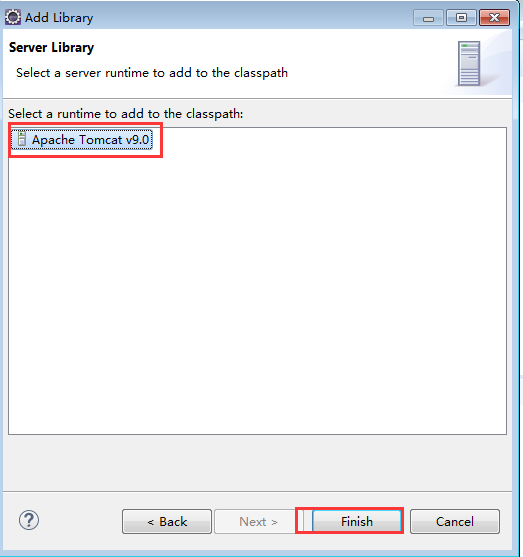 Add Library
Server Library
Select a server runtime to add to the classpath
Select a runtime to add to the classpath:
Apache Tomcat v9.0
? < Back Next > Finish Cancel